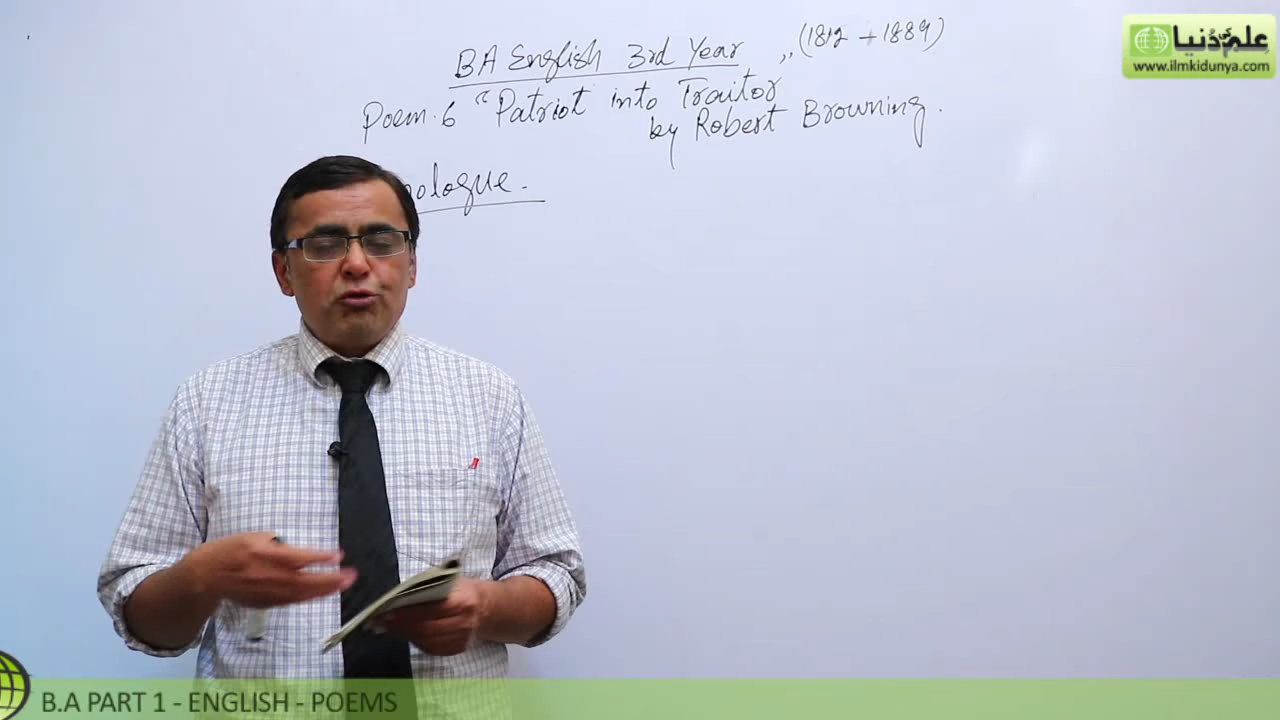 BA English 3rd Year ,, (1812 - 1889)
Poem. 6 " Patriot into Traitor
by Robert Browning.
ologue.
علم کی دنیا
www.ilmkidunya.com
B.A PART 1 - ENGLISH - POEMS